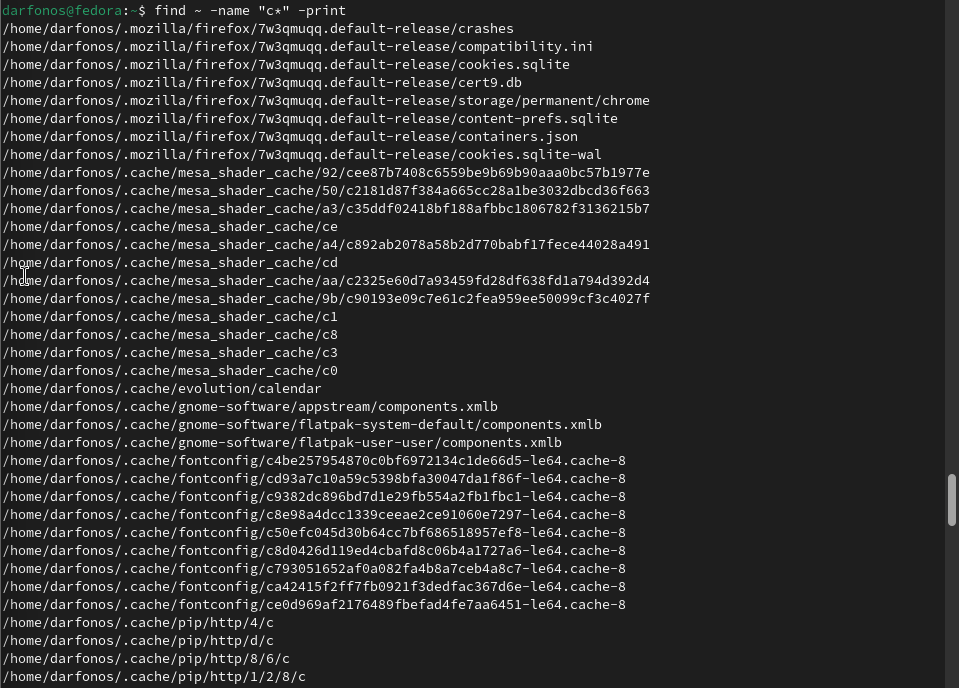 darfonos@fedora:~$ find ~ -name "c*" -print
/home/darfonos/.mozilla/firefox/7w3qmuqq.default-release/crashes
/home/darfonos/.mozilla/firefox/7w3qmuqq.default-release/compatibility.ini
/home/darfonos/.mozilla/firefox/7w3qmuqq.default-release/cookies.sqlite
/home/darfonos/.mozilla/firefox/7w3qmuqq.default-release/cert9.db
/home/darfonos/.mozilla/firefox/7w3qmuqq.default-release/storage/permanent/chrome
/home/darfonos/.mozilla/firefox/7w3qmuqq.default-release/content-prefs.sqlite
/home/darfonos/.mozilla/firefox/7w3qmuqq.default-release/containers.json
/home/darfonos/.mozilla/firefox/7w3qmuqq.default-release/cookies.sqlite-wal
/home/darfonos/.cache/mesa_shader_cache/92/cee87b7408c6559be9b69b90aaa0bc57b1977e
/home/darfonos/.cache/mesa_shader_cache/50/c2181d87f384a665cc28a1be3032dbcd36f663
/home/darfonos/.cache/mesa_shader_cache/a3/c35ddf02418bf188afbbc1806782f3136215b7
/home/darfonos/.cache/mesa_shader_cache/ce
/home/darfonos/.cache/mesa_shader_cache/a4/c892ab2078a58b2d770babf17fece44028a491
/home/darfonos/.cache/mesa_shader_cache/cd
/home/darfonos/.cache/mesa_shader_cache/aa/c2325e60d7a93459fd28df638fd1a794d392d4
/home/darfonos/.cache/mesa_shader_cache/9b/c90193e09c7e61c2fea959ee50099cf3c4027f
/home/darfonos/.cache/mesa_shader_cache/c1
/home/darfonos/.cache/mesa_shader_cache/c8
/home/darfonos/.cache/mesa_shader_cache/c3
/home/darfonos/.cache/mesa_shader_cache/c0
/home/darfonos/.cache/evolution/calendar
/home/darfonos/.cache/gnome-software/appstream/components.xmlb
/home/darfonos/.cache/gnome-software/flatpak-system-default/components.xmlb
/home/darfonos/.cache/gnome-software/flatpak-user-user/components.xmlb
/home/darfonos/.cache/fontconfig/c4be257954870c0bf6972134c1de66d5-le64.cache-8
/home/darfonos/.cache/fontconfig/cd93a7c10a59c5398bfa30047da1f86f-le64.cache-8
/home/darfonos/.cache/fontconfig/c9382dc896bd7d1e29fb554a2fb1fbc1-le64.cache-8
/home/darfonos/.cache/fontconfig/c8e98a4dcc1339ceeae2ce91060e7297-le64.cache-8
/home/darfonos/.cache/fontconfig/c50efc045d30b64cc7bf686518957ef8-le64.cache-8
/home/darfonos/.cache/fontconfig/c8d0426d119ed4cbafd8c06b4a1727a6-le64.cache-8
/home/darfonos/.cache/fontconfig/c793051652af0a082fa4b8a7ceb4a8c7-le64.cache-8
/home/darfonos/.cache/fontconfig/ca42415f2ff7fb0921f3dedfac367d6e-le64.cache-8
/home/darfonos/.cache/fontconfig/ce0d969af2176489fbefad4fe7aa6451-le64.cache-8
/home/darfonos/.cache/pip/http/4/c
/home/darfonos/.cache/pip/http/d/c
/home/darfonos/.cache/pip/http/8/6/c
/home/darfonos/.cache/pip/http/1/2/8/c